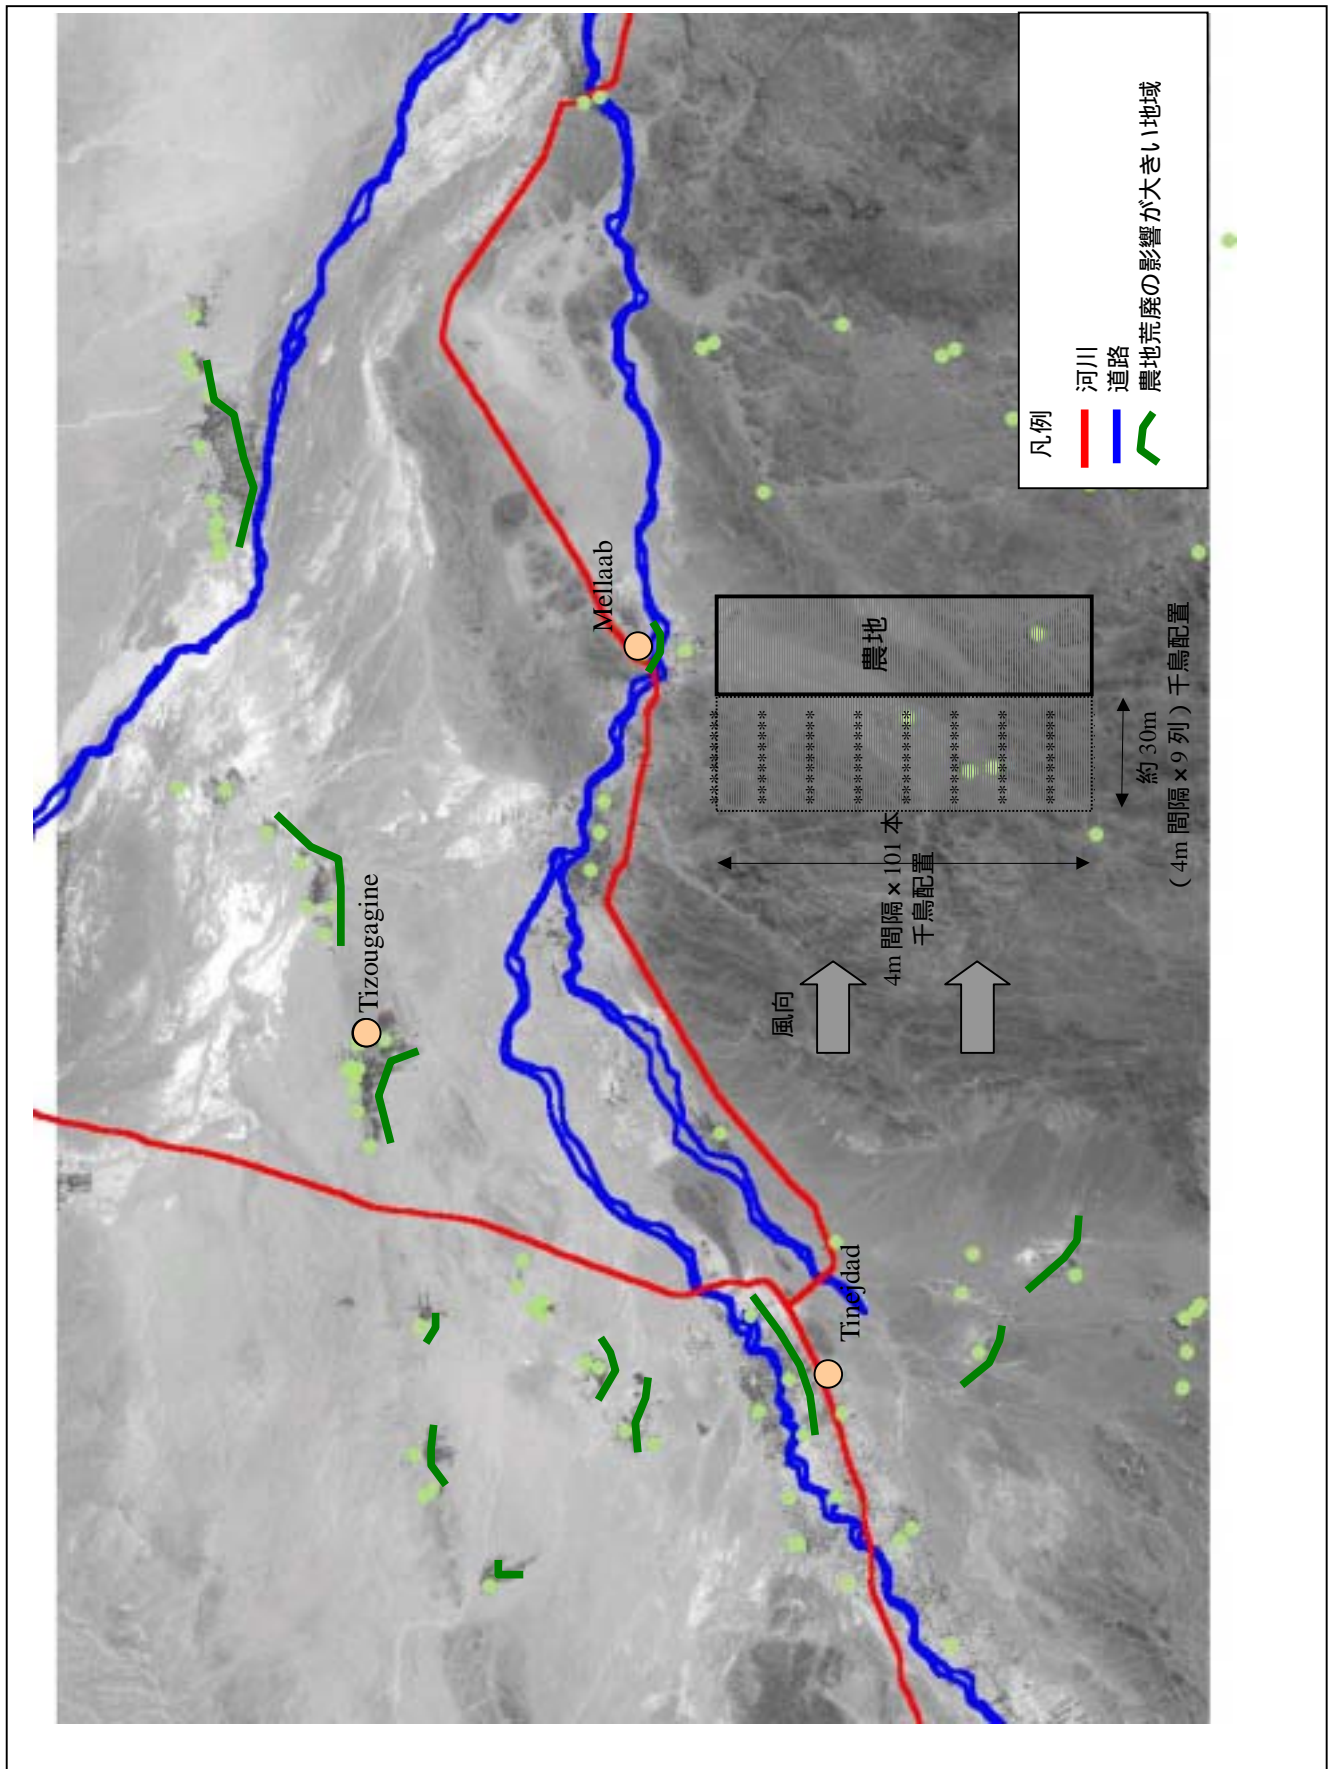 凡例
河川
道路
農地荒廃の影響が大きい地域
Mellaab
Tizougagine
Tinejdad
農地
*********
*********
*********
*********
*********
*********
*********
*********
風向
4m 間隔×101 本
千鳥配置
約 30m
(4m 間隔×9 列) 千鳥配置